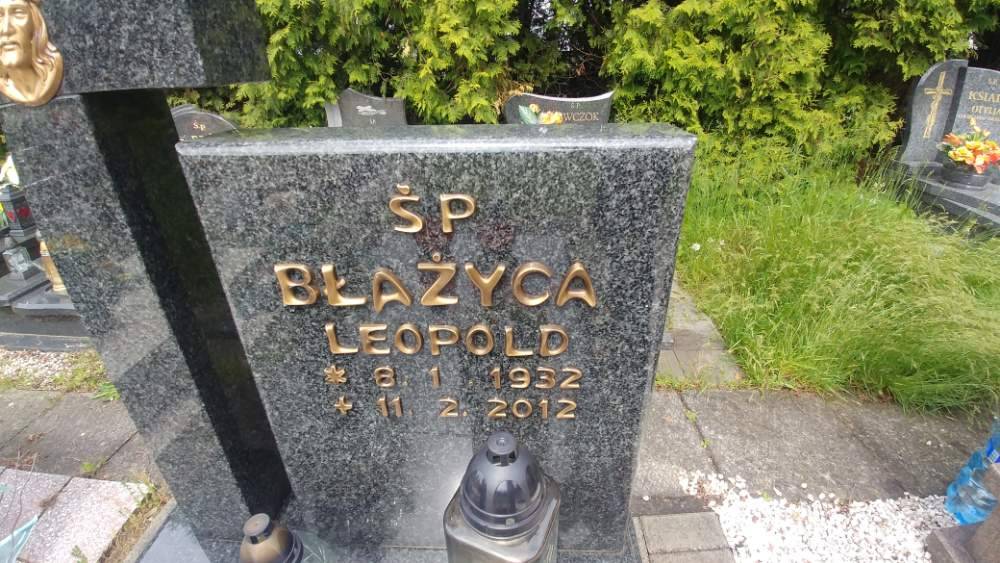 ŚP
BŁAŻYCA
LEOPOLD
* 8. 1. 1932
+ 11. 2. 2012
Ś.P.
Ś.P.